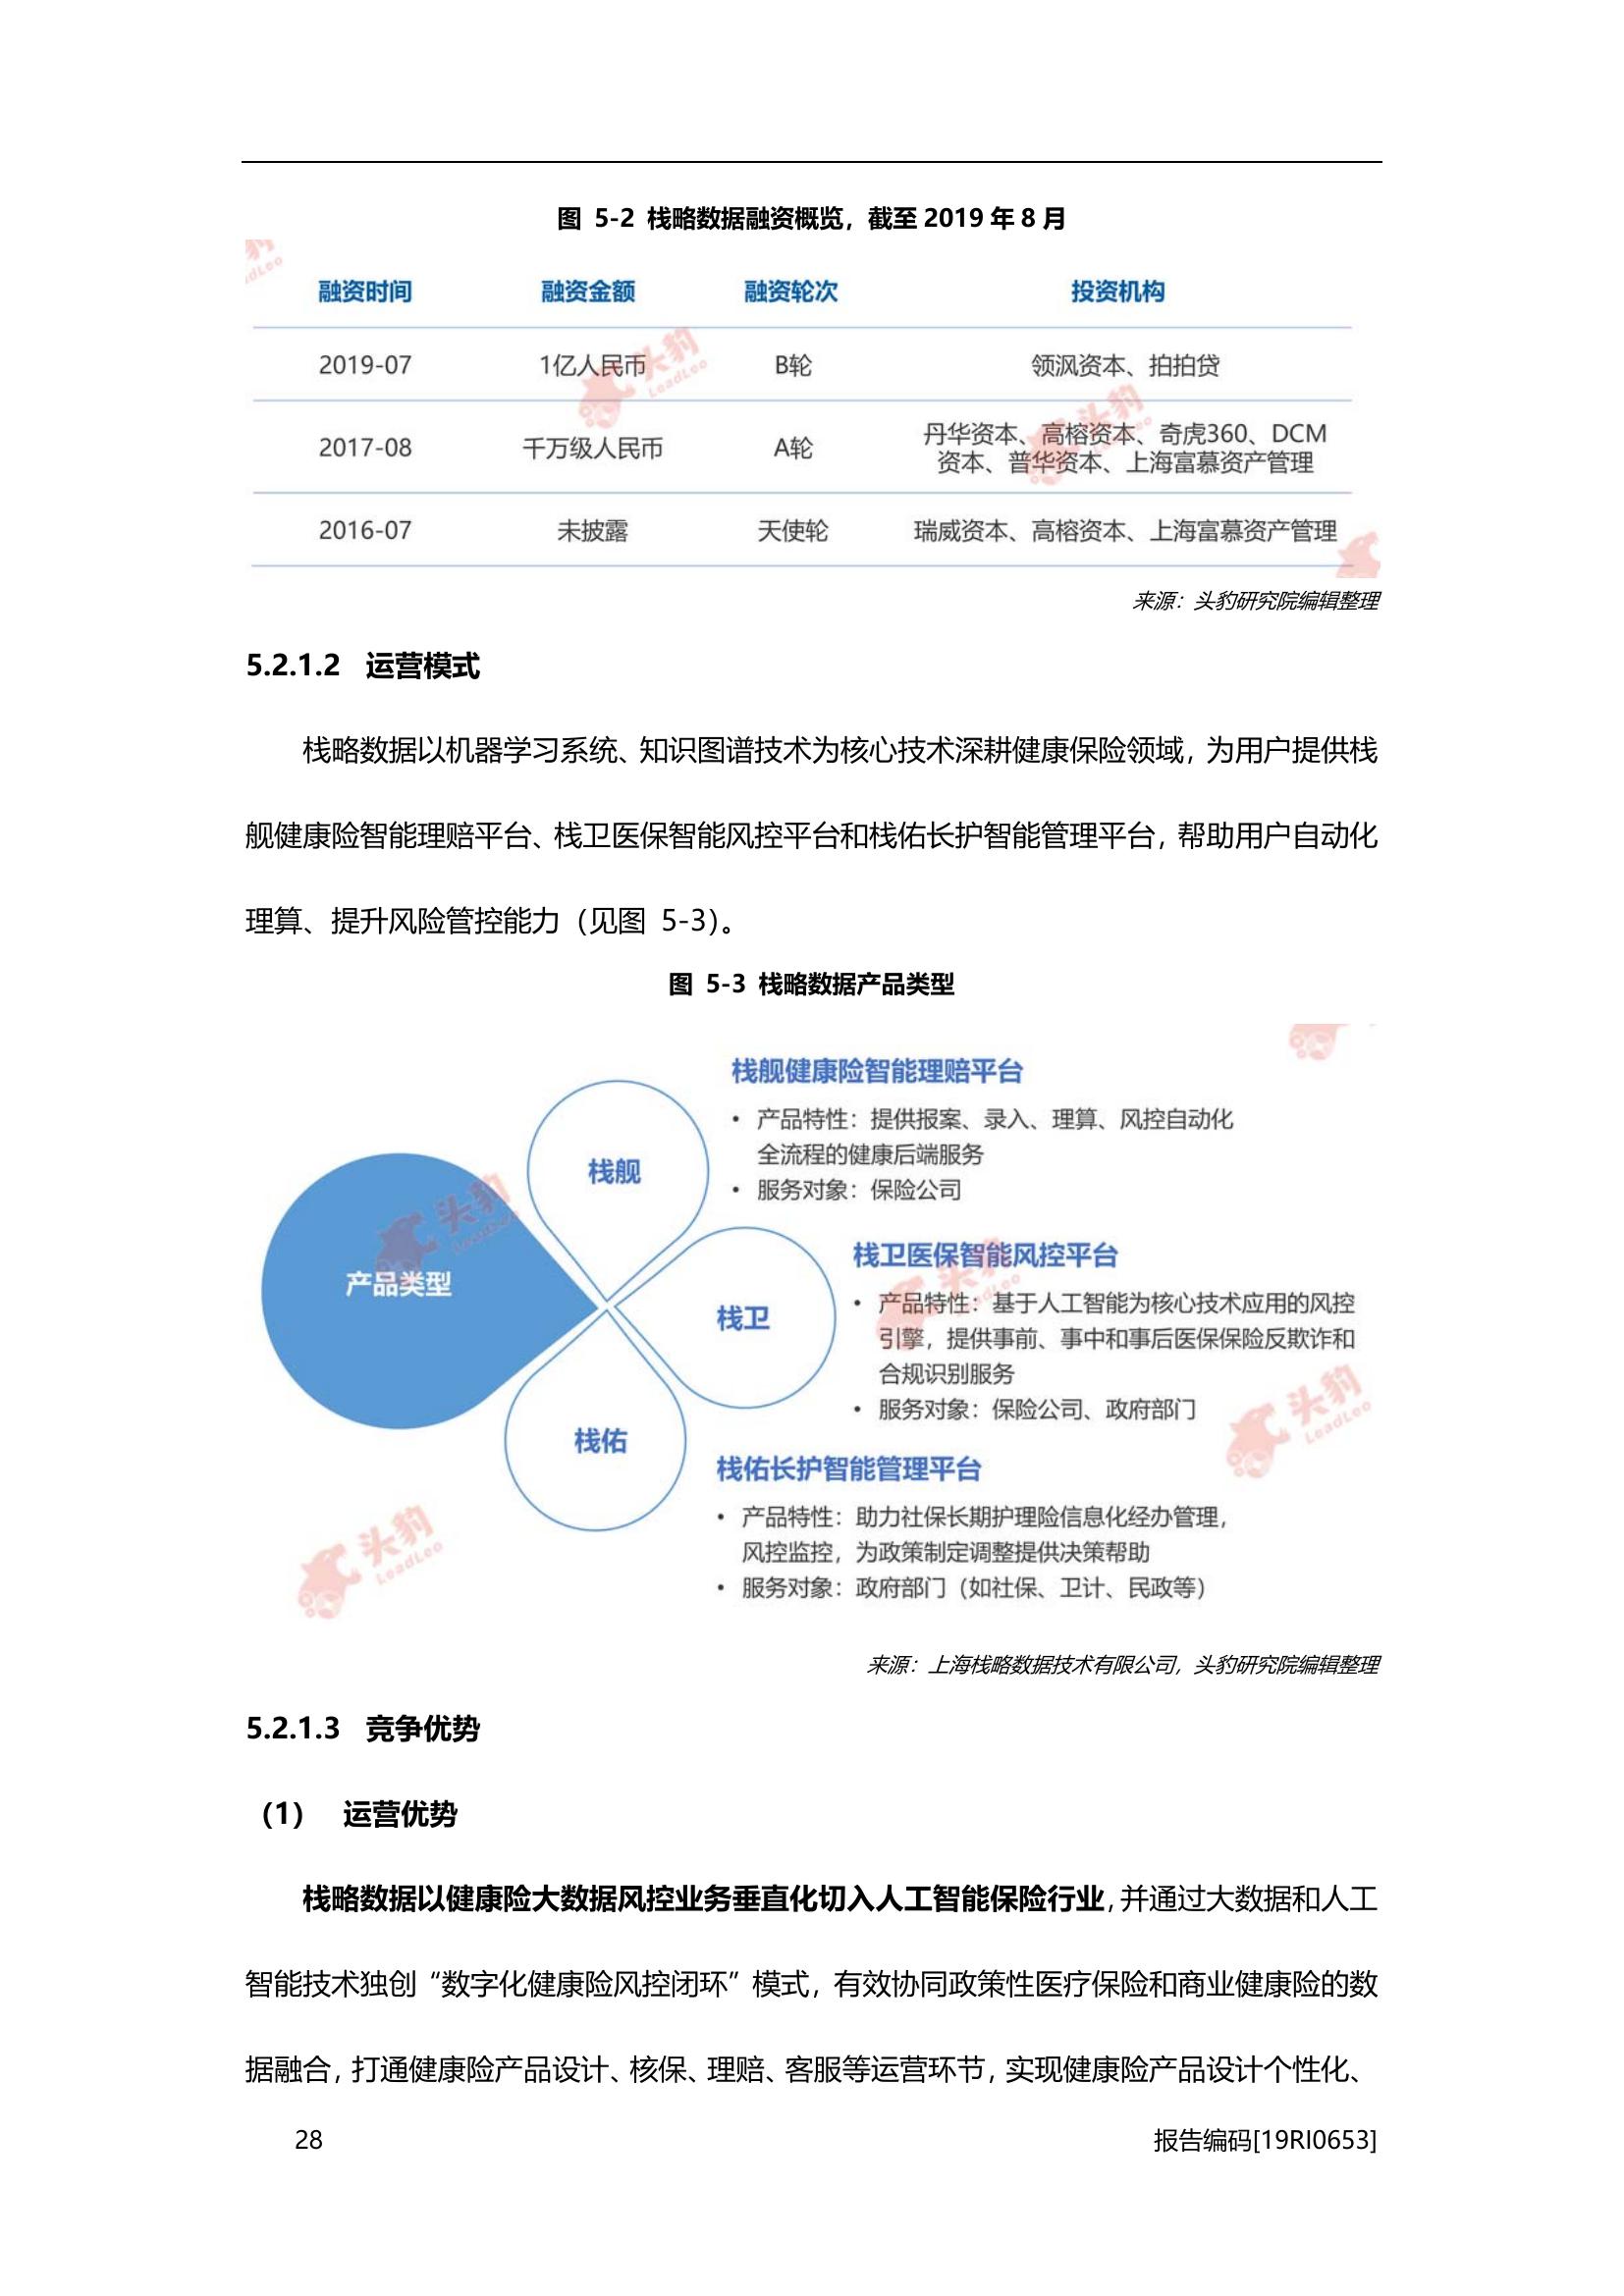 图 5-2 栈略数据融资概览，截至 2019 年 8 月
融资时间 融资金额 融资轮次 投资机构
2019-07 1亿人民币 B轮 领沨资本、拍拍贷
2017-08 千万级人民币 A轮 丹华资本、高榕资本、奇虎360、DCM
资本、普华资本、上海富慕资产管理
2016-07 未披露 天使轮 瑞威资本、高榕资本、上海富慕资产管理
来源：头豹研究院编辑整理
5.2.1.2 运营模式
栈略数据以机器学习系统、知识图谱技术为核心技术深耕健康保险领域，为用户提供栈
舰健康险智能理赔平台、栈卫医保智能风控平台和栈佑长护智能管理平台，帮助用户自动化
理算、提升风险管控能力（见图 5-3）。
图 5-3 栈略数据产品类型
产品类型
栈舰
栈舰健康险智能理赔平台
• 产品特性：提供报案、录入、理算、风控自动化
全流程的健康后端服务
• 服务对象：保险公司
栈卫
栈卫医保智能风控平台
• 产品特性：基于人工智能为核心技术应用的风控
引擎，提供事前、事中和事后医保保险反欺诈和
合规识别服务
• 服务对象：保险公司、政府部门
栈佑
栈佑长护智能管理平台
• 产品特性：助力社保长期护理险信息化经办管理，
风控监控，为政策制定调整提供决策帮助
• 服务对象：政府部门（如社保、卫计、民政等）
头豹
LeadLeo
来源：上海栈略数据技术有限公司，头豹研究院编辑整理
5.2.1.3 竞争优势
（1） 运营优势
栈略数据以健康险大数据风控业务垂直化切入人工智能保险行业，并通过大数据和人工
智能技术独创“数字化健康险风控闭环”模式，有效协同政策性医疗保险和商业健康险的数
据融合，打通健康险产品设计、核保、理赔、客服等运营环节，实现健康险产品设计个性化、
28 报告编码[19RI0653]